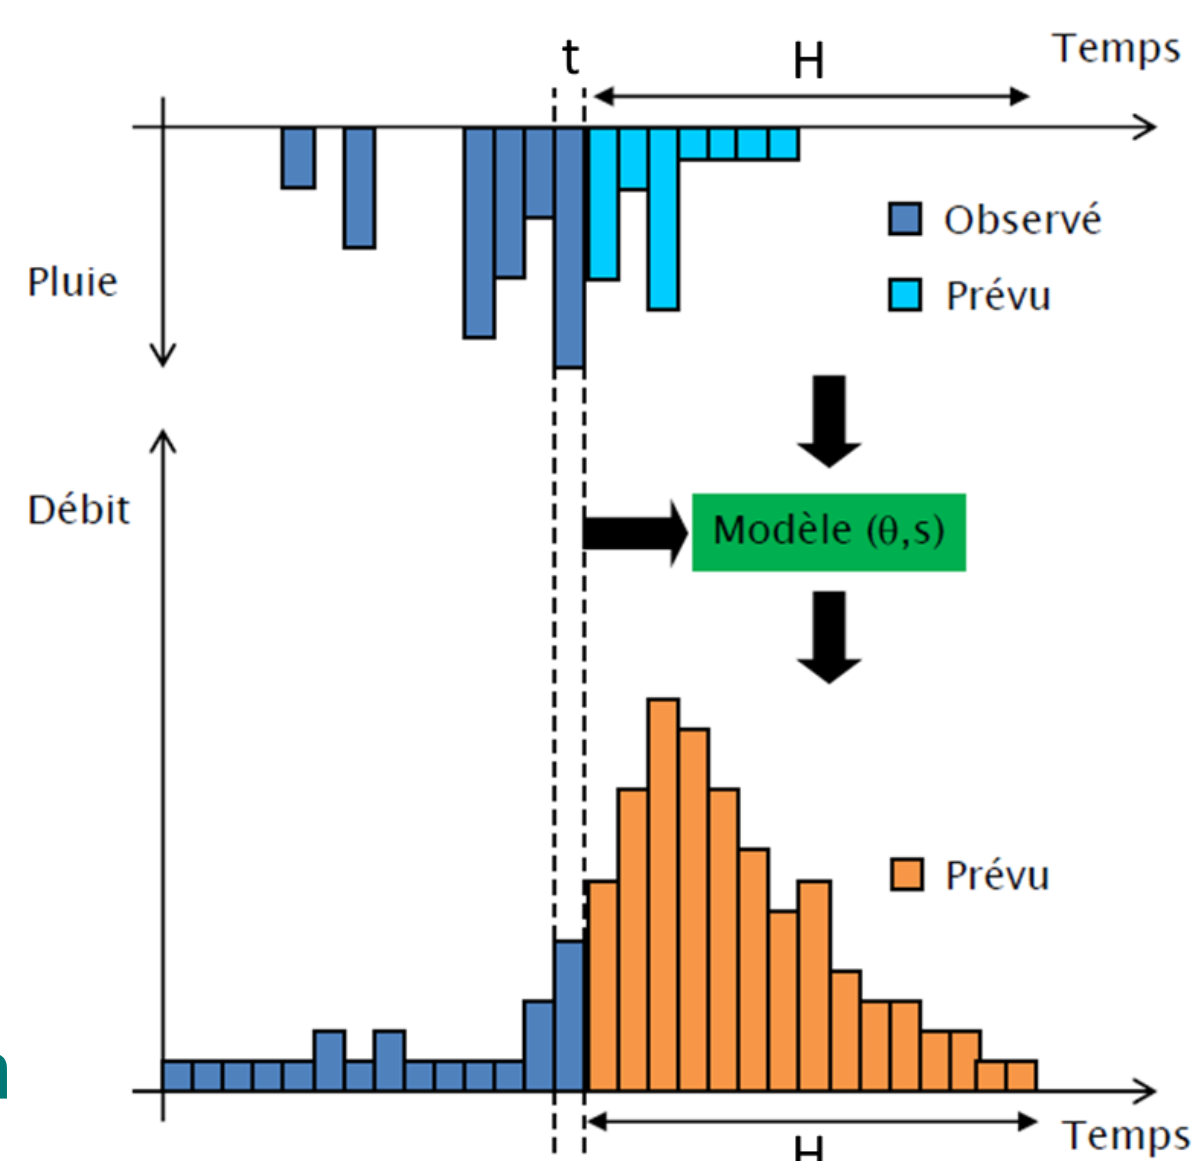 t
H
Temps
Observé
Pluie
Prévu
Débit
Modèle (θ,s)
Prévu
Temps
H